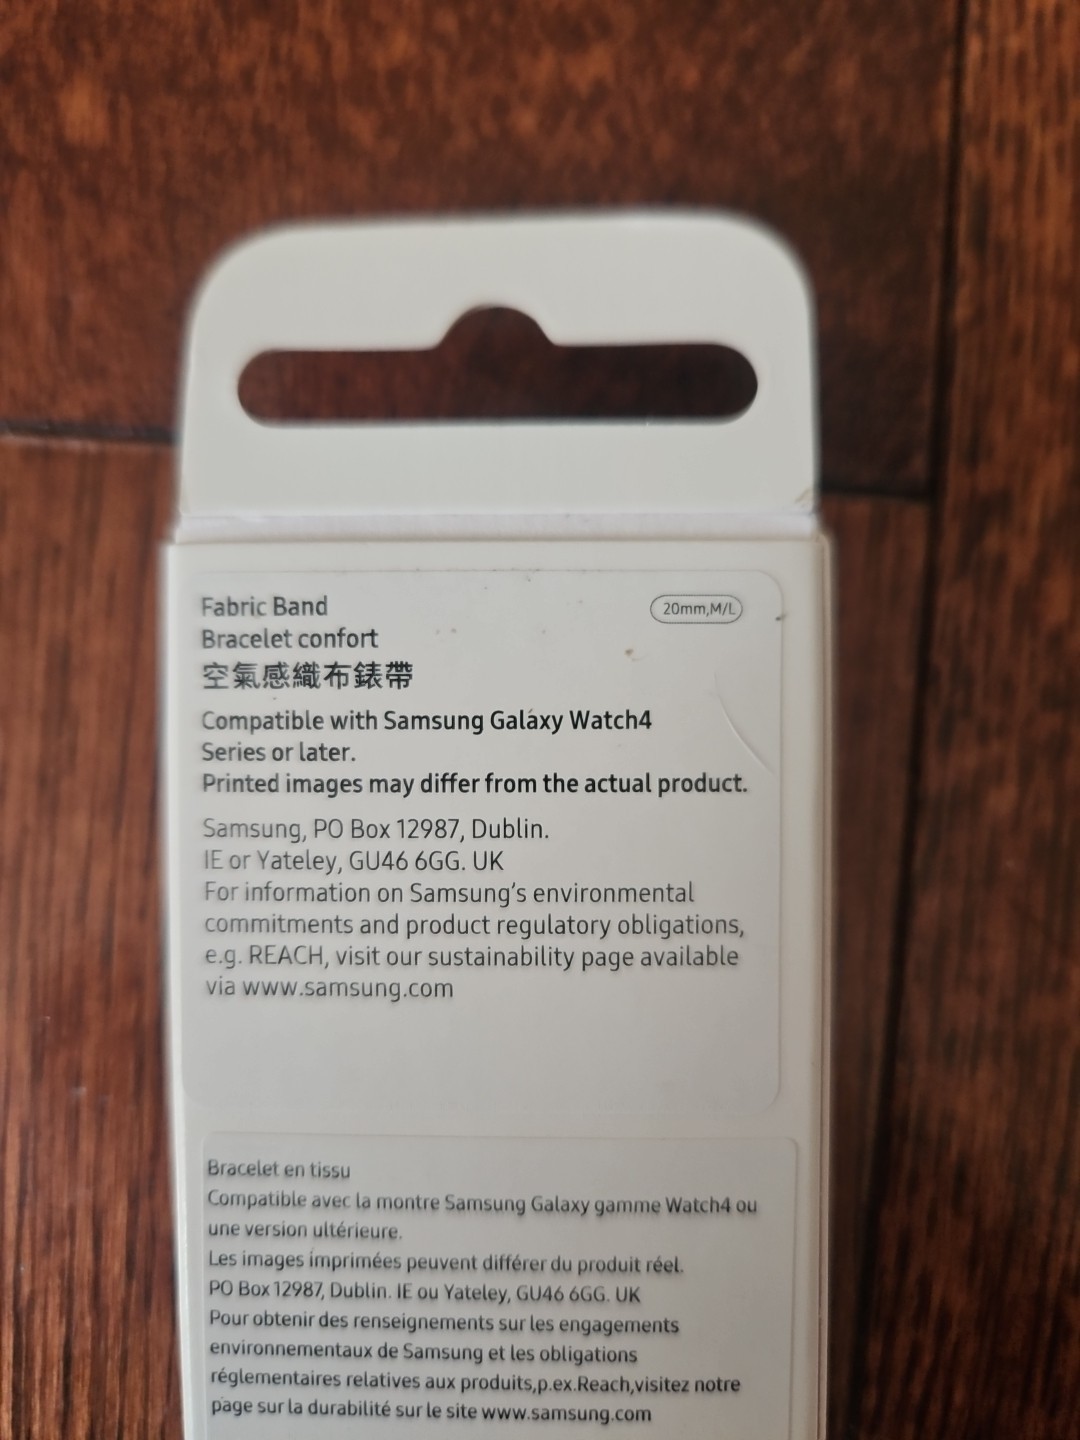 Fabric Band
20mm,M/L
Bracelet confort
空氣感織布錶帶
Compatible with Samsung Galaxy Watch4
Series or later.
Printed images may differ from the actual product.
Samsung, PO Box 12987, Dublin.
IE or Yateley, GU46 6GG. UK
For information on Samsung's environmental
commitments and product regulatory obligations,
e.g. REACH, visit our sustainability page available
via www.samsung.com
Bracelet en tissu
Compatible avec la montre Samsung Galaxy gamme Watch4 ou
une version ultérieure.
Les images imprimées peuvent différer du produit réel.
PO Box 12987, Dublin. IE ou Yateley, GU46 6GG. UK
Pour obtenir des renseignements sur les engagements
environnementaux de Samsung et les obligations
réglementaires relatives aux produits,p.ex.Reach,visitez notre
page sur la durabilité sur le site www.samsung.com